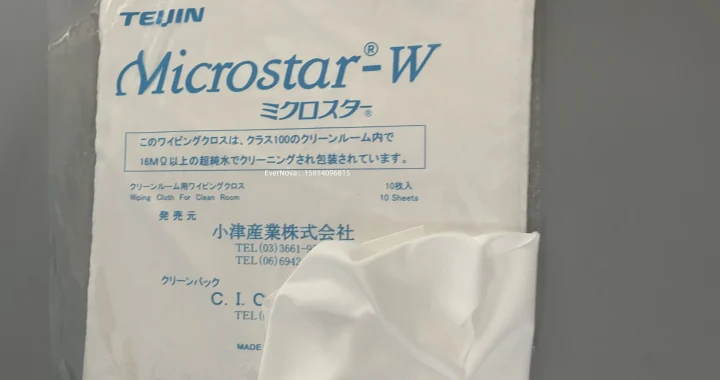 TEIJIN
Microstar®-W
ミクロスター®
このワイピングクロスは、クラス100のクリーンルーム内で
16MΩ以上の超純水でクリーニングされ包装されています。
EverNova: 15914096815
クリーンルーム用ワイピングクロス 10枚入
Wiping Cloth For Clean Room 10 Sheets
発売元
小津産業株式会社
TEL(03)3661-9
TEL(06)6942
クリーンパック
C. I. C
TEL(
MADE